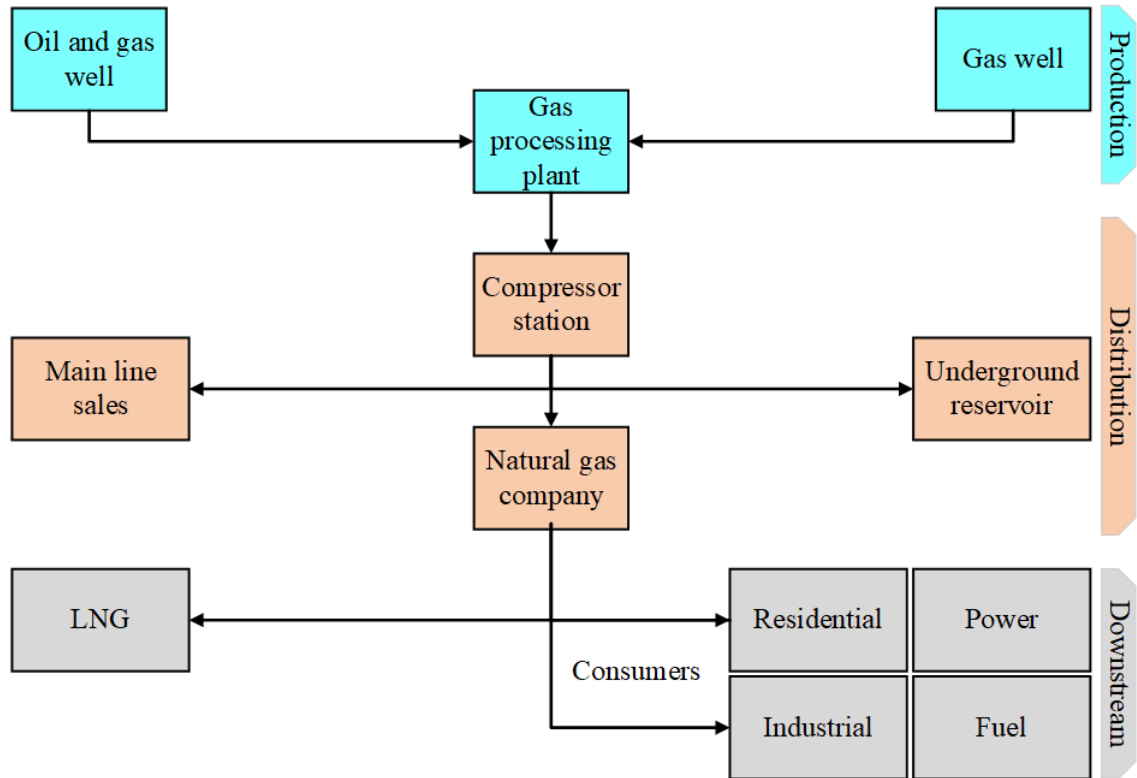 Oil and gas
well
Gas well
Production
Gas
processing
plant
Compressor
station
Distribution
Main line
sales
Underground
reservoir
Natural gas
company
LNG
Residential
Power
Downstream
Consumers
Industrial
Fuel